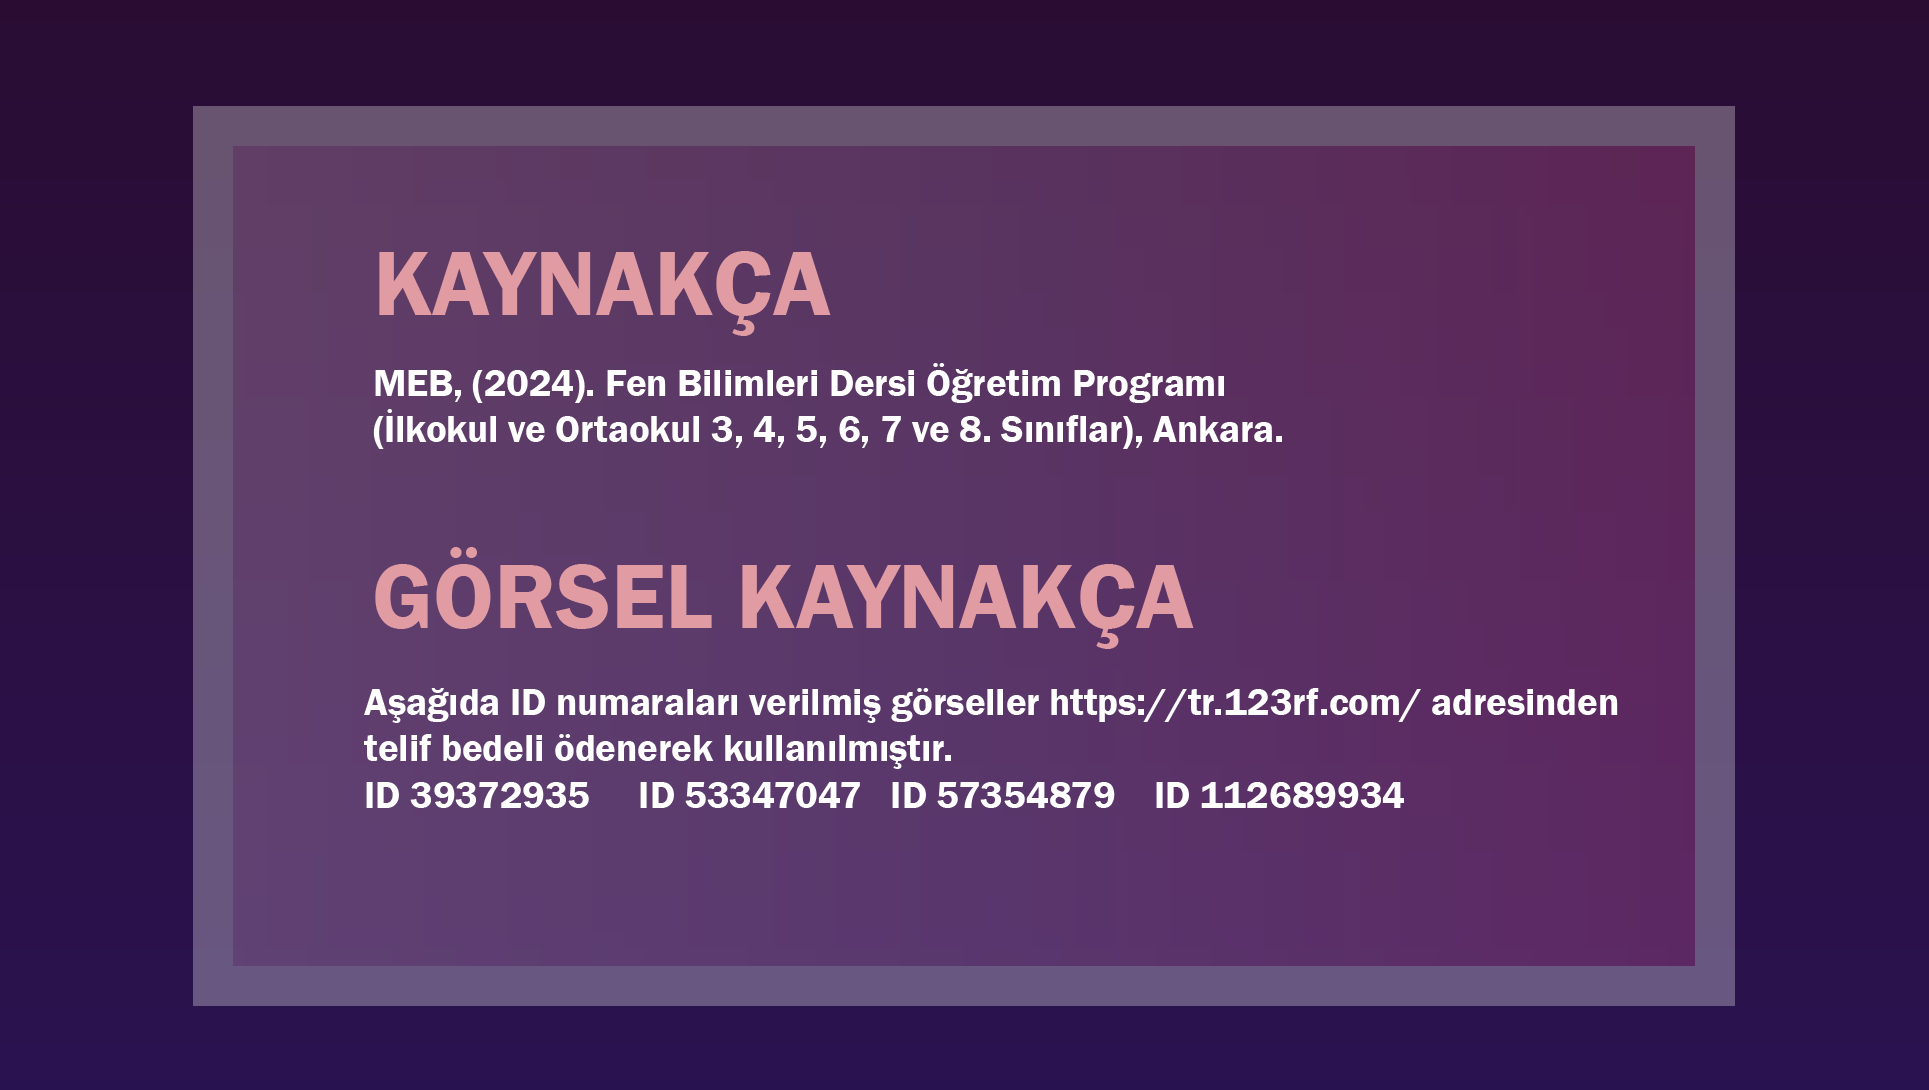 KAYNAKÇA
MEB, (2024). Fen Bilimleri Dersi Öğretim Programı
(İlkokul ve Ortaokul 3, 4, 5, 6, 7 ve 8. Sınıflar), Ankara.
GÖRSEL KAYNAKÇA
Aşağıda ID numaraları verilmiş görseller https://tr.123rf.com/ adresinden
telif bedeli ödenerek kullanılmıştır.
ID 39372935 ID 53347047 ID 57354879 ID 112689934